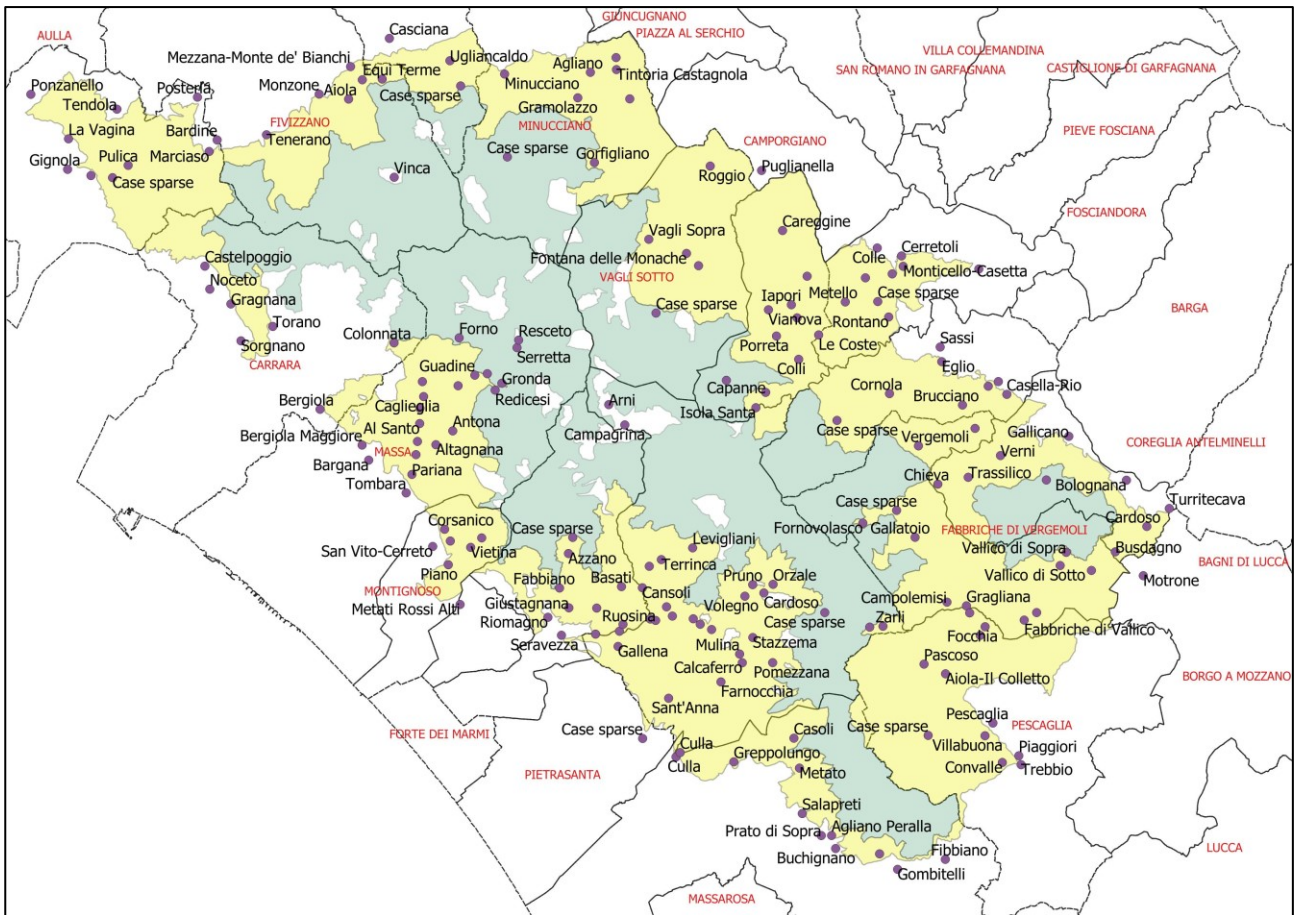 GIUNCUGNANO
PIAZZA AL SERCHIO
Casciana
AULLA
VILLA COLLEMANDINA
Mezzana-Monte de' Bianchi
Ugliancaldo
SAN ROMANO IN GARFAGNANA
CASTIGLIONE DI GARFAGNANA
Equi Terme
Minucciano
Agliano
Tintoria Castagnola
Ponzanello
Posteria
Monzone
Aiola
Case sparse
Tendola
Gramolazzo
FIVIZZANO
MINUCCIANO
La Vagina
Bardine
Tenerano
PIEVE FOSCIANA
CAMPORGIANO
Gignola
Pulica
Marciaso
Case sparse
Gorfigliano
Puglianella
Vinca
Roggio
Case sparse
FOSCIANDORA
Careggine
Vagli Sopra
Cerretoli
Castelpoggio
Fontana delle Monache
Colle
Monticello-Casetta
VAGLI SOTTO
Noceto
Iapori
Metello
Case sparse
Gragnana
Case sparse
BARGA
Vianova
Rontano
Torano
Colonnata
Forno
Resceto
Porreta
Le Coste
Sassi
Sorgnano
Serretta
CARRARA
Guadine
Colli
Eglio
Gronda
Capanne
Cornola
Casella-Rio
Redicesi
Bergiola
Caglieglia
Arni
Isola Santa
Brucciano
Al Santo
Antona
Campagrina
Case sparse
Bergiola Maggiore
Vergemoli
Gallicano
COREGLIA ANTELMINELLI
MASSA
Altagnana
Verni
Bargana
Pariana
Chieva
Trassilico
Tombara
Bolognana
Case sparse
Turritecava
Corsanico
Case sparse
Fornovolasco
Gallatoio
FABBRICHE DI VERGEMOLI
Cardoso
San Vito-Cerreto
Vietina
Levigliani
Vallico di Sopra
Busdagno
Azzano
BAGNI DI LUCCA
Piano
Terrinca
Vallico di Sotto
Motrone
Fabbiano
Basati
Pruno
Orzale
MONTIGNOSO
Cansoli
Cardoso
Campolemisi
Gragliana
Metati Rossi Alti
Giustagnana
Volegno
Riomagno
Ruosina
Case sparse
Zarli
Fabbriche di Vallico
Seravezza
Mulina
Stazzema
Focchia
Gallena
Calcaferro
Pomezzana
Pascoso
Aiola-Il Colletto
BORGO A MOZZANO
Farnocchia
Sant'Anna
Pescaglia
PESCAGLIA
FORTE DEI MARMI
Case sparse
Casoli
Case sparse
Villabuona
Piaggiori
Culla
Greppolungo
PIETRASANTA
Culla
Metato
Convalle
Trebbio
Salapreti
Prato di Sopra
Agliano Peralla
Buchignano
Fibbiano
LUCCA
Gombitelli
MASSAROSA